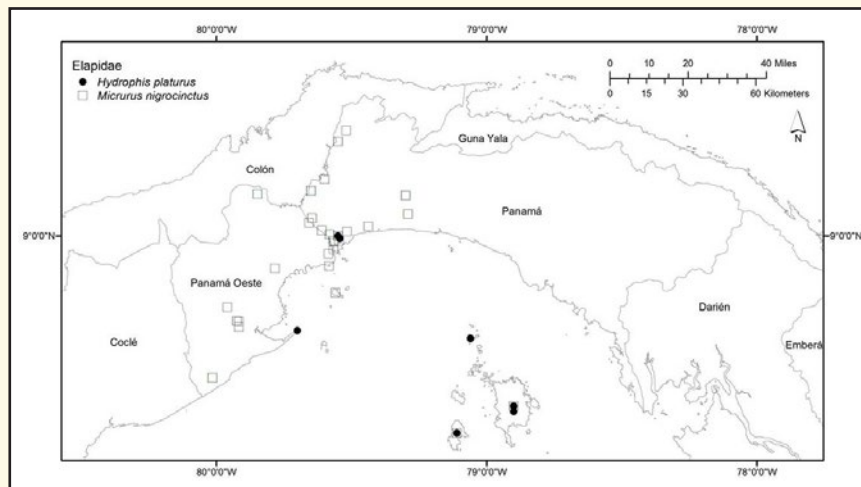 80°0'0"W 79°0'0"W 78°0'0"W
Elapidae
Hydrophis platurus
Micrurus nigrocinctus
0 10 20 40 Miles
0 15 30 60 Kilometers
N
Guna Yala
Colón
Panamá
9°0'0"N 9°0'0"N
Panamá Oeste
Darién
Coclé
Emberá
80°0'0"W 79°0'0"W 78°0'0"W